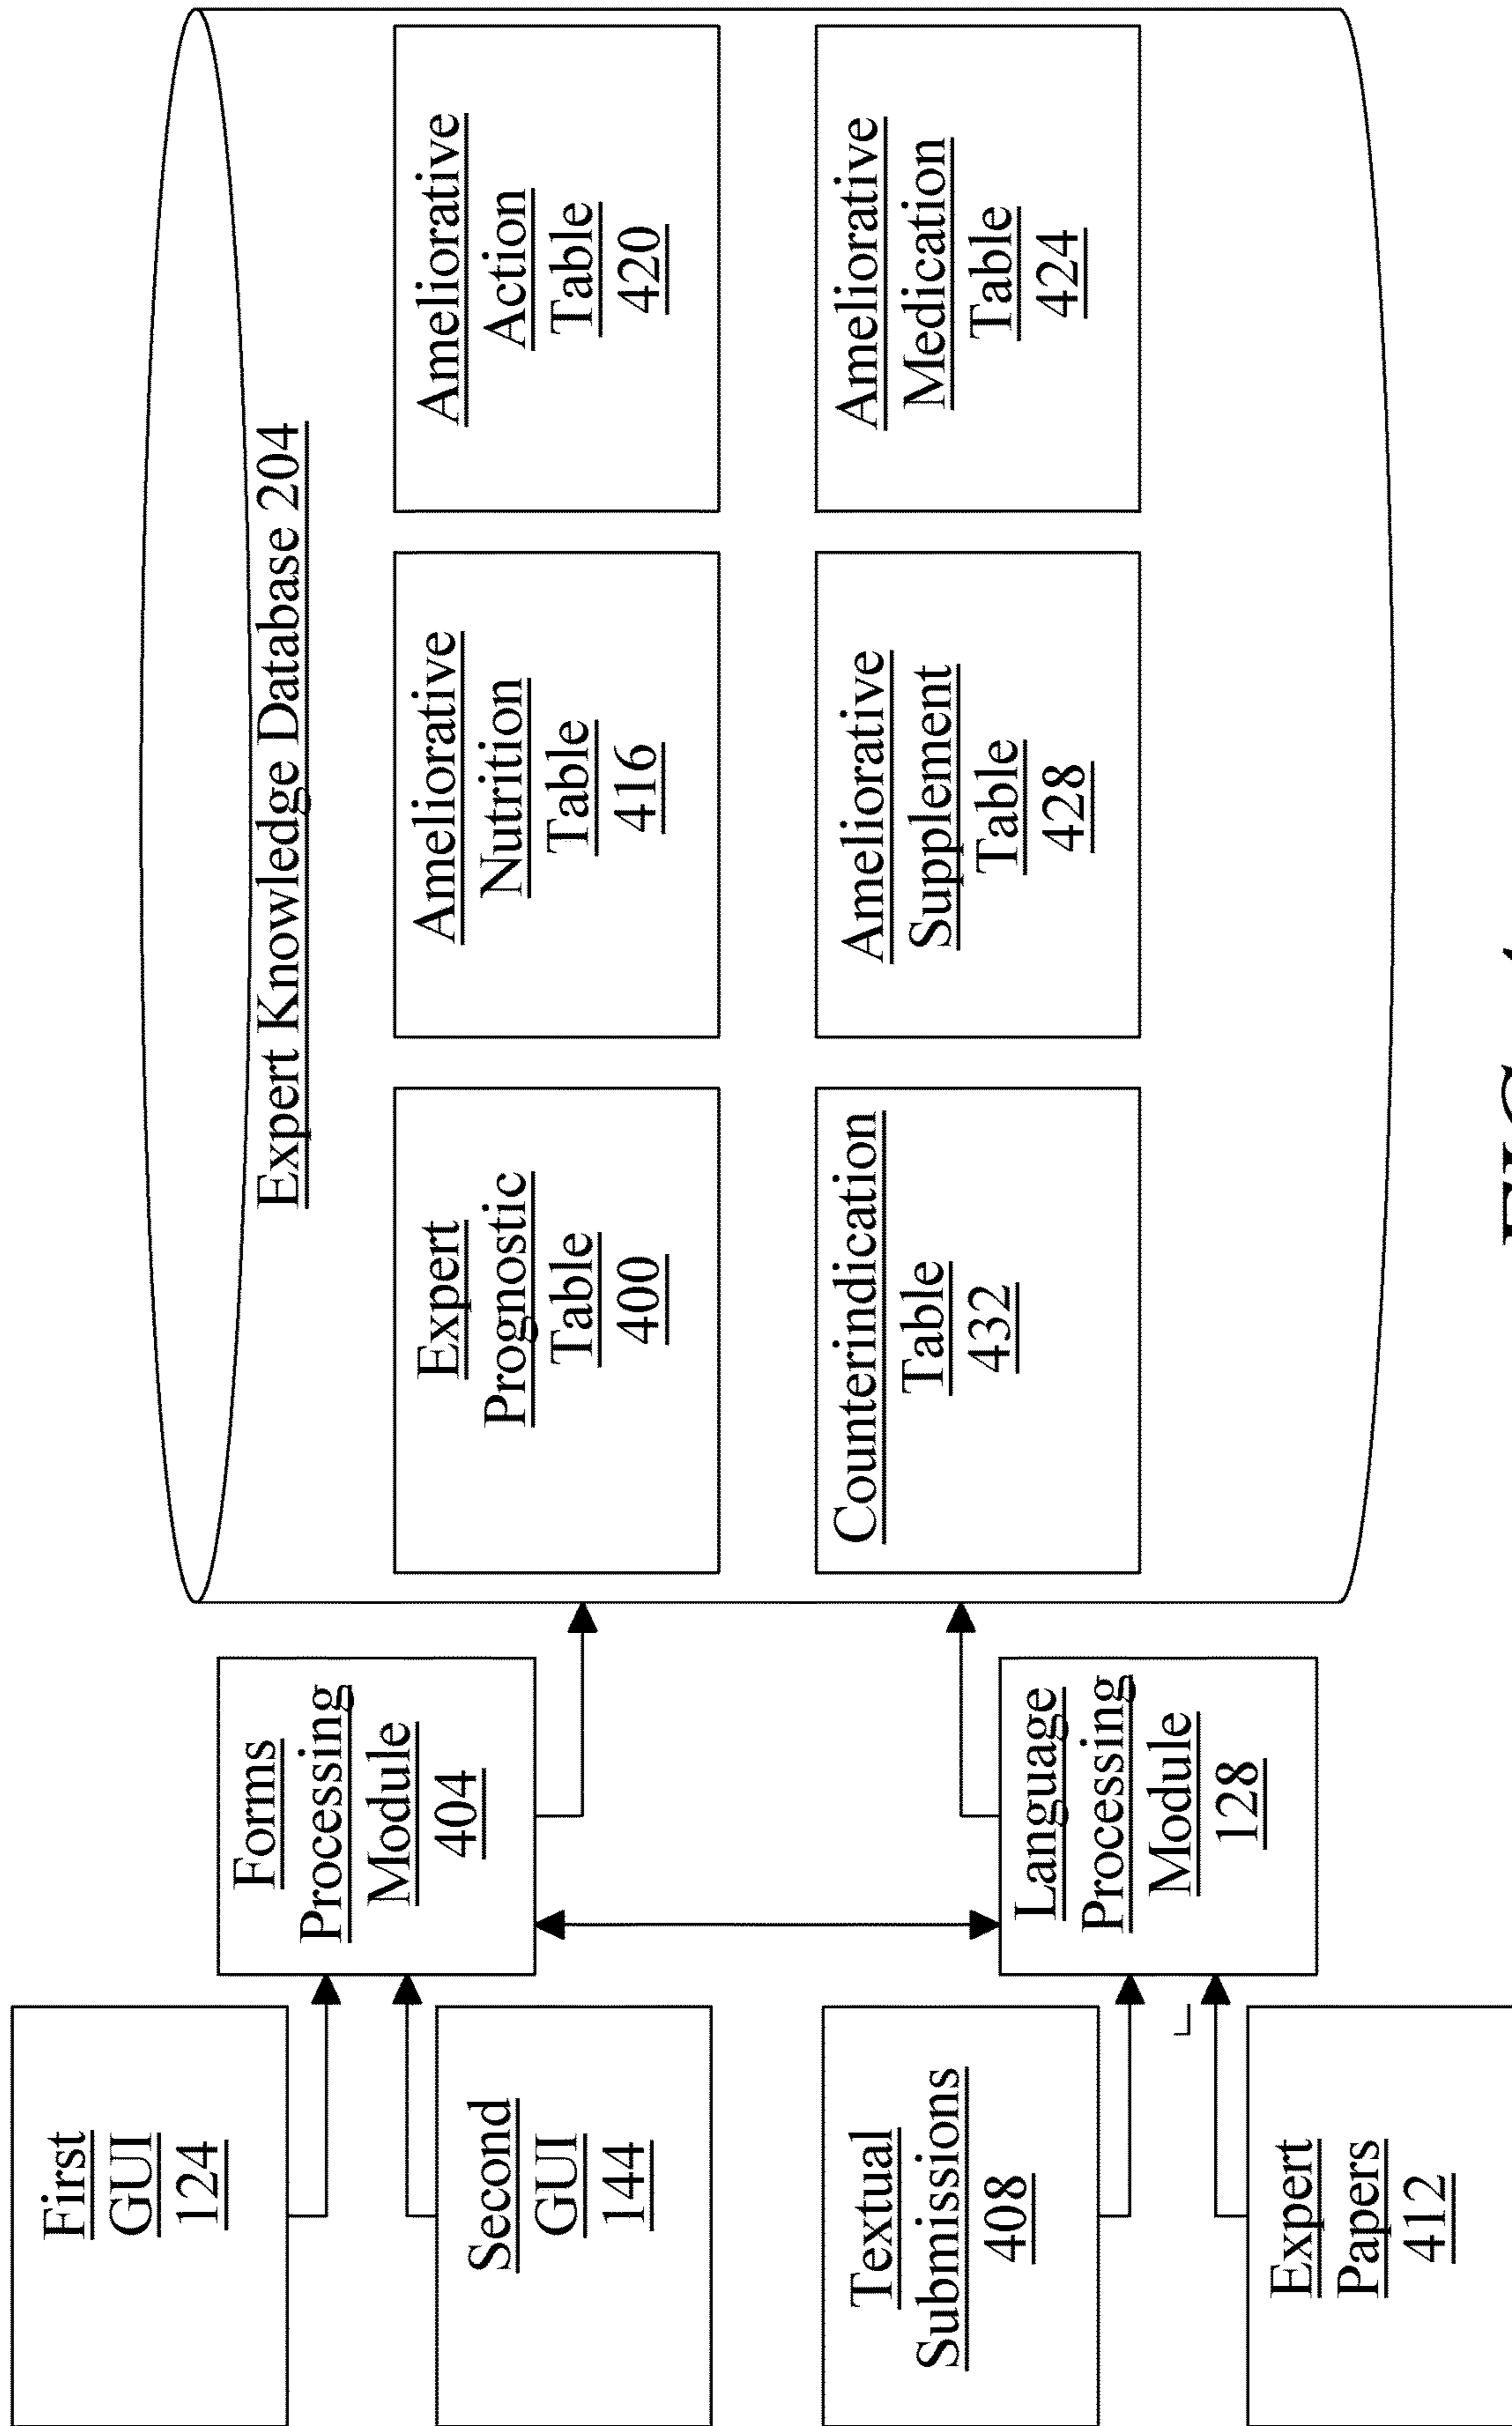 Expert Knowledge Database 204
First
GUI
124
Second
GUI
144
Textual
Submissions
408
Expert
Papers
412
Forms
Processing
Module
404
Language
Processing
Module
128
Expert
Prognostic
Table
400
Ameliorative
Nutrition
Table
416
Ameliorative
Action
Table
420
Counterindication
Table
432
Ameliorative
Supplement
Table
428
Ameliorative
Medication
Table
424